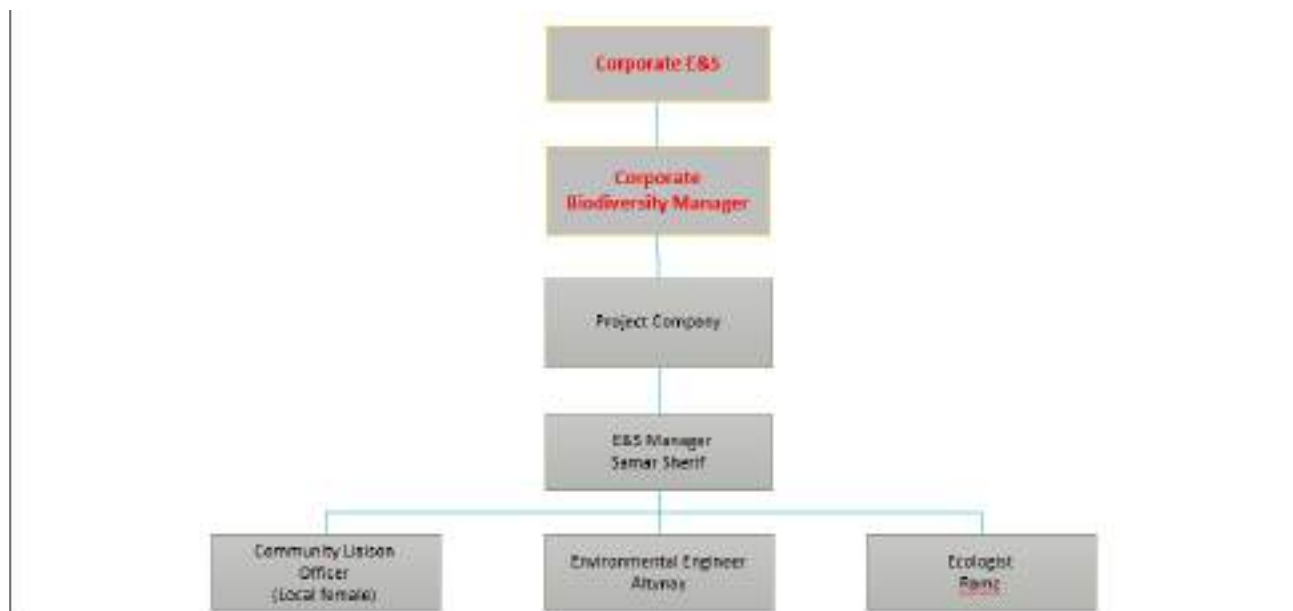 Corporate E&S
Corporate
Biodiversity Manager
Project Company
E&S Manager
Samar Sherif
Community Liaison
Officer
(Local female)
Environmental Engineer
Ecologist